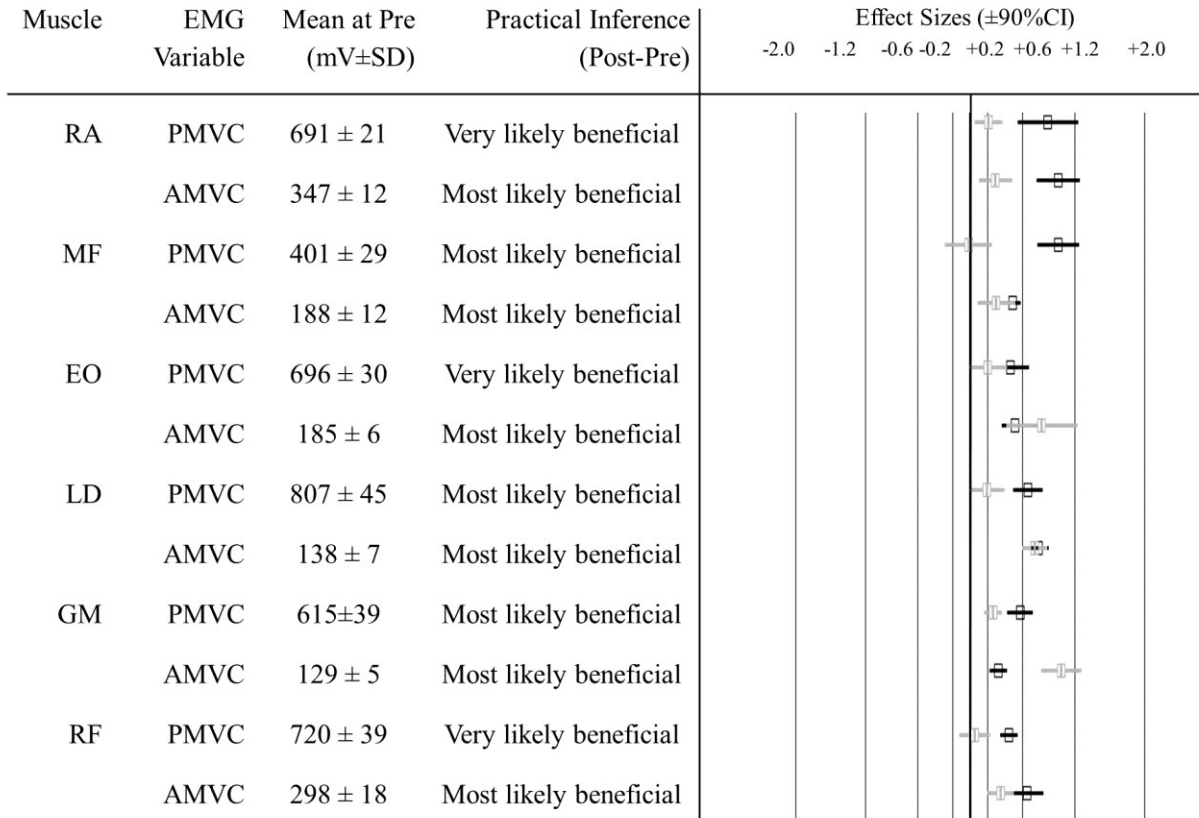 Muscle EMG Variable Mean at Pre (mV±SD) Practical Inference (Post-Pre) Effect Sizes (±90%CI)
-2.0 -1.2 -0.6 -0.2 +0.2 +0.6 +1.2 +2.0
RA PMVC 691 ± 21 Very likely beneficial
AMVC 347 ± 12 Most likely beneficial
MF PMVC 401 ± 29 Most likely beneficial
AMVC 188 ± 12 Most likely beneficial
EO PMVC 696 ± 30 Very likely beneficial
AMVC 185 ± 6 Most likely beneficial
LD PMVC 807 ± 45 Most likely beneficial
AMVC 138 ± 7 Most likely beneficial
GM PMVC 615±39 Most likely beneficial
AMVC 129 ± 5 Most likely beneficial
RF PMVC 720 ± 39 Very likely beneficial
AMVC 298 ± 18 Most likely beneficial